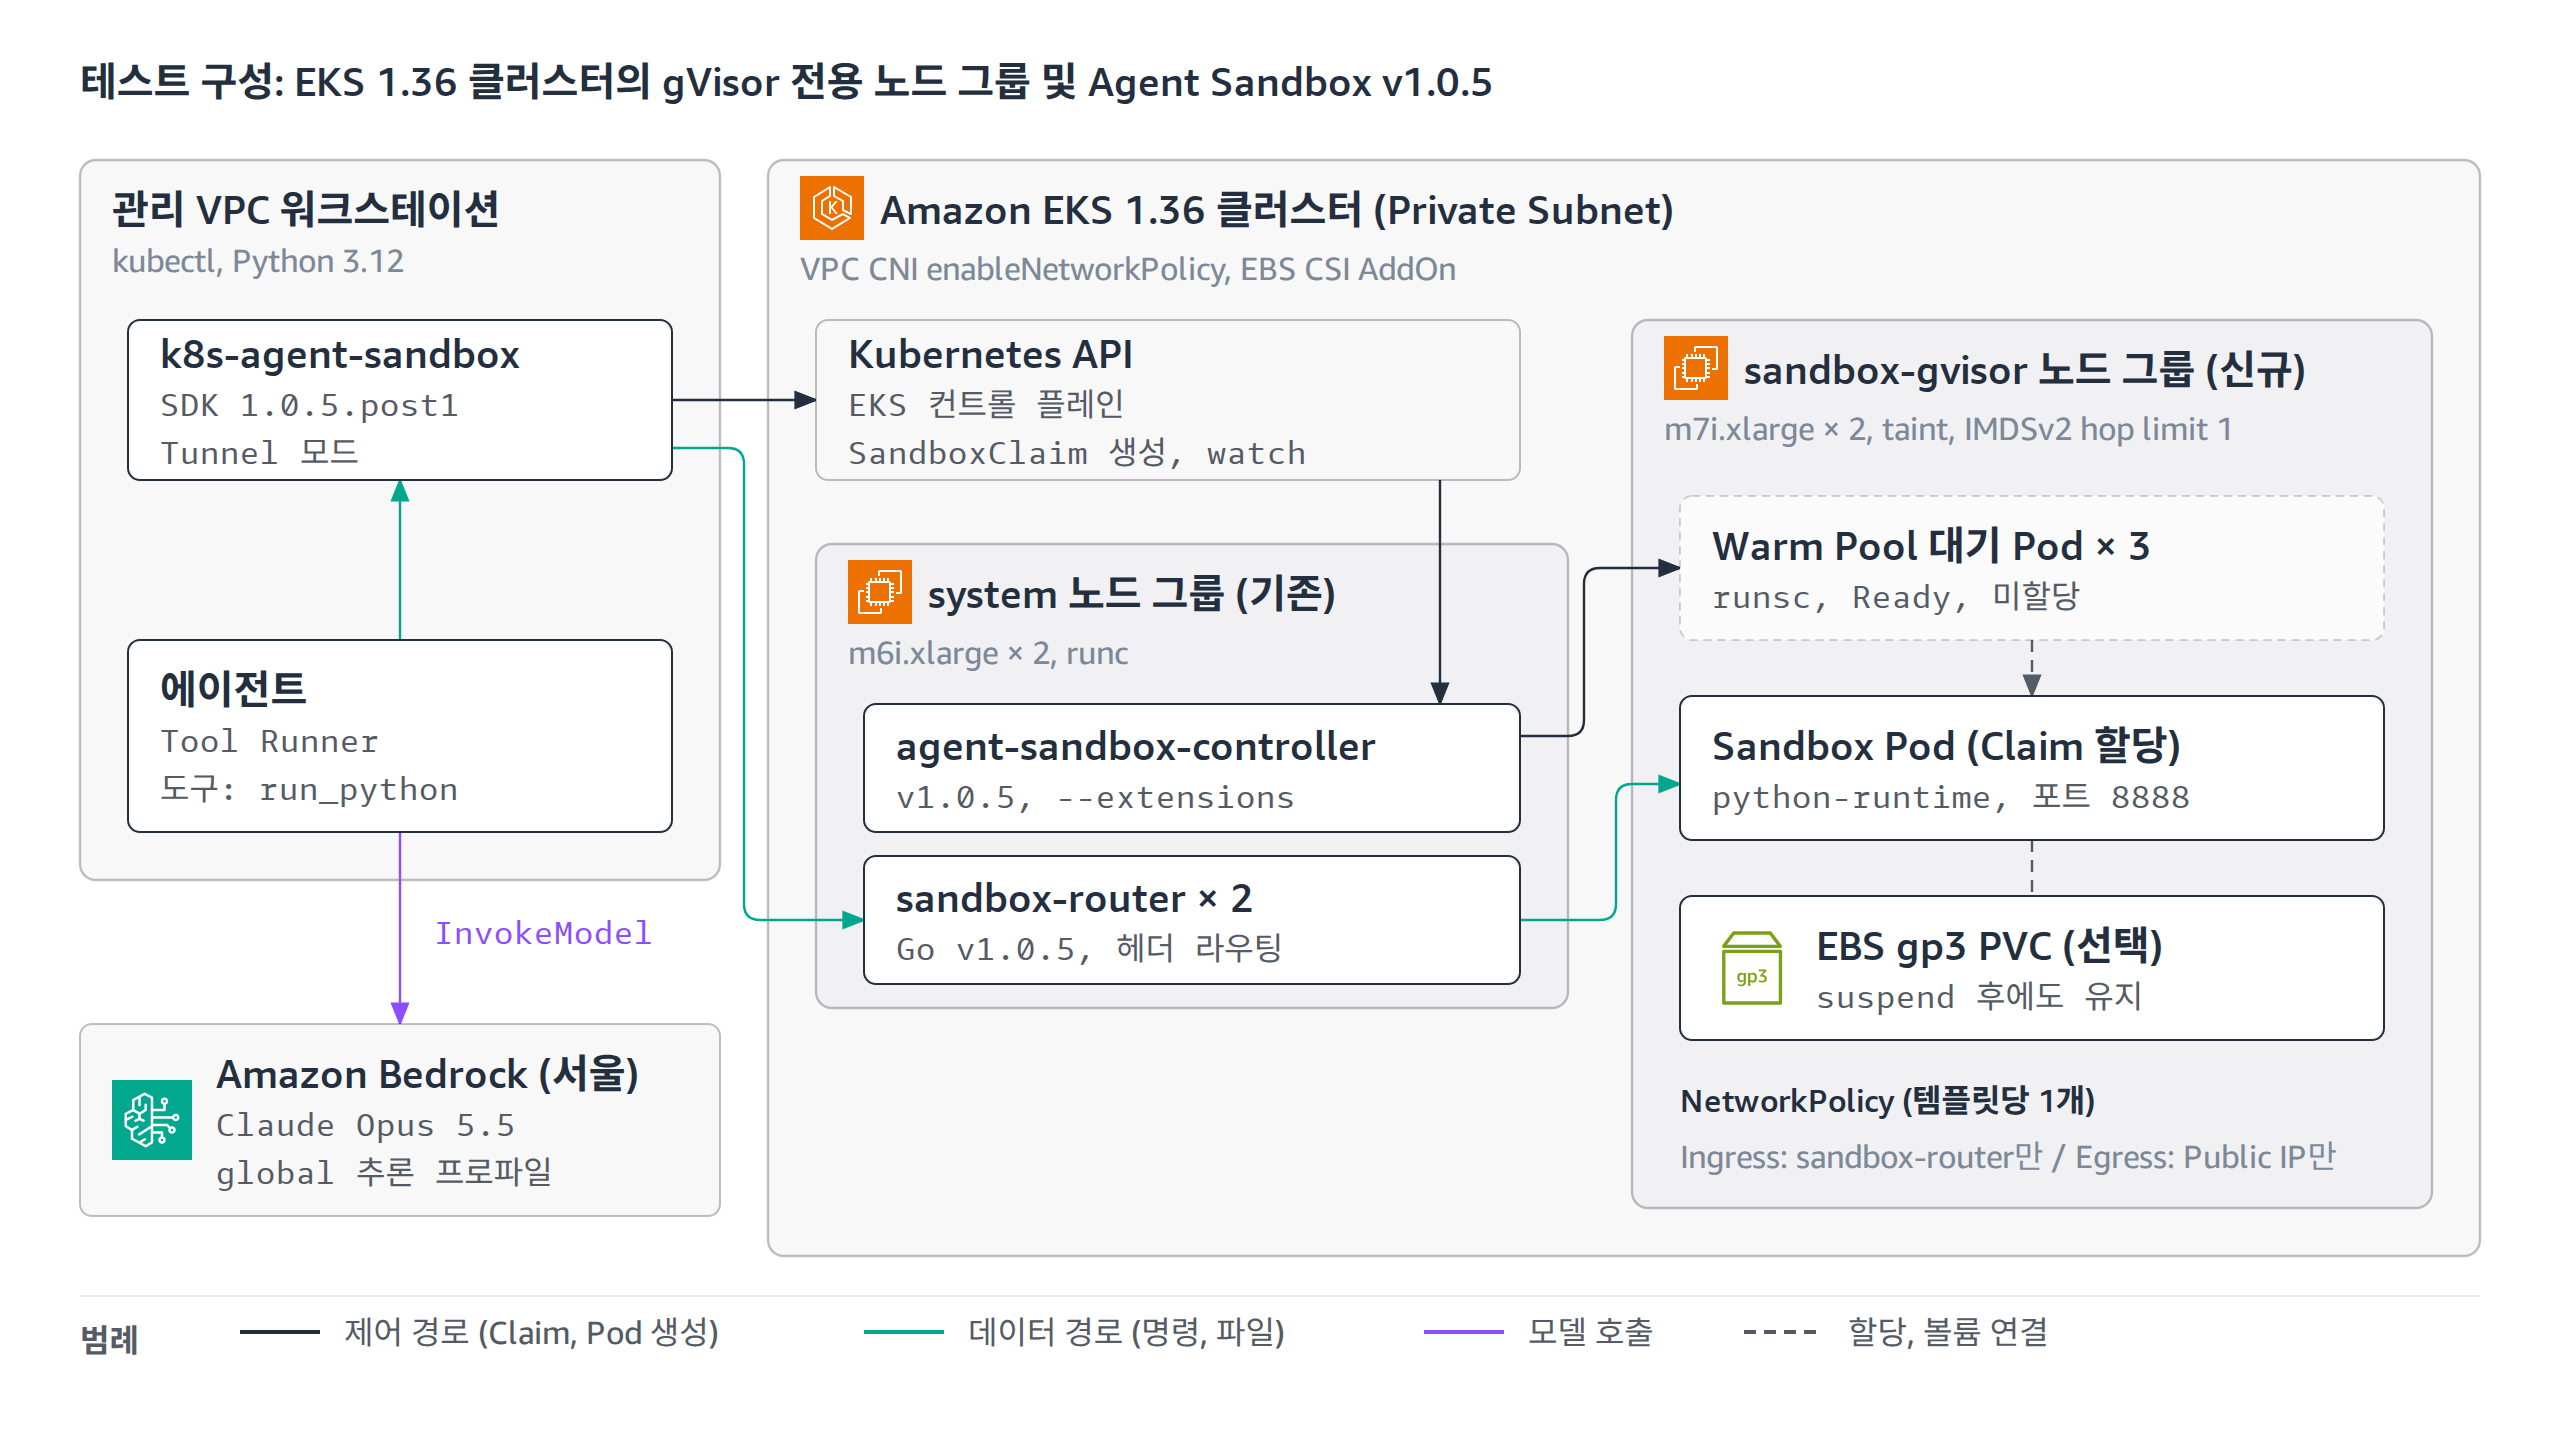 테스트 구성: EKS 1.36 클러스터의 gVisor 전용 노드 그룹 및 Agent Sandbox v1.0.5
관리 VPC 워크스테이션
kubectl, Python 3.12
k8s-agent-sandbox
SDK 1.0.5.post1
Tunnel 모드
에이전트
Tool Runner
도구: run_python
InvokeModel
Amazon Bedrock (서울)
Claude Opus 5.5
global 추론 프로파일
Amazon EKS 1.36 클러스터 (Private Subnet)
VPC CNI enableNetworkPolicy, EBS CSI AddOn
Kubernetes API
EKS 컨트롤 플레인
SandboxClaim 생성, watch
system 노드 그룹 (기존)
m6i.xlarge × 2, runc
agent-sandbox-controller
v1.0.5, --extensions
sandbox-router × 2
Go v1.0.5, 헤더 라우팅
sandbox-gvisor 노드 그룹 (신규)
m7i.xlarge × 2, taint, IMDSv2 hop limit 1
Warm Pool 대기 Pod × 3
runsc, Ready, 미할당
Sandbox Pod (Claim 할당)
python-runtime, 포트 8888
gp3
EBS gp3 PVC (선택)
suspend 후에도 유지
NetworkPolicy (템플릿당 1개)
Ingress: sandbox-router만 / Egress: Public IP만
범례
제어 경로 (Claim, Pod 생성)
데이터 경로 (명령, 파일)
모델 호출
할당, 볼륨 연결